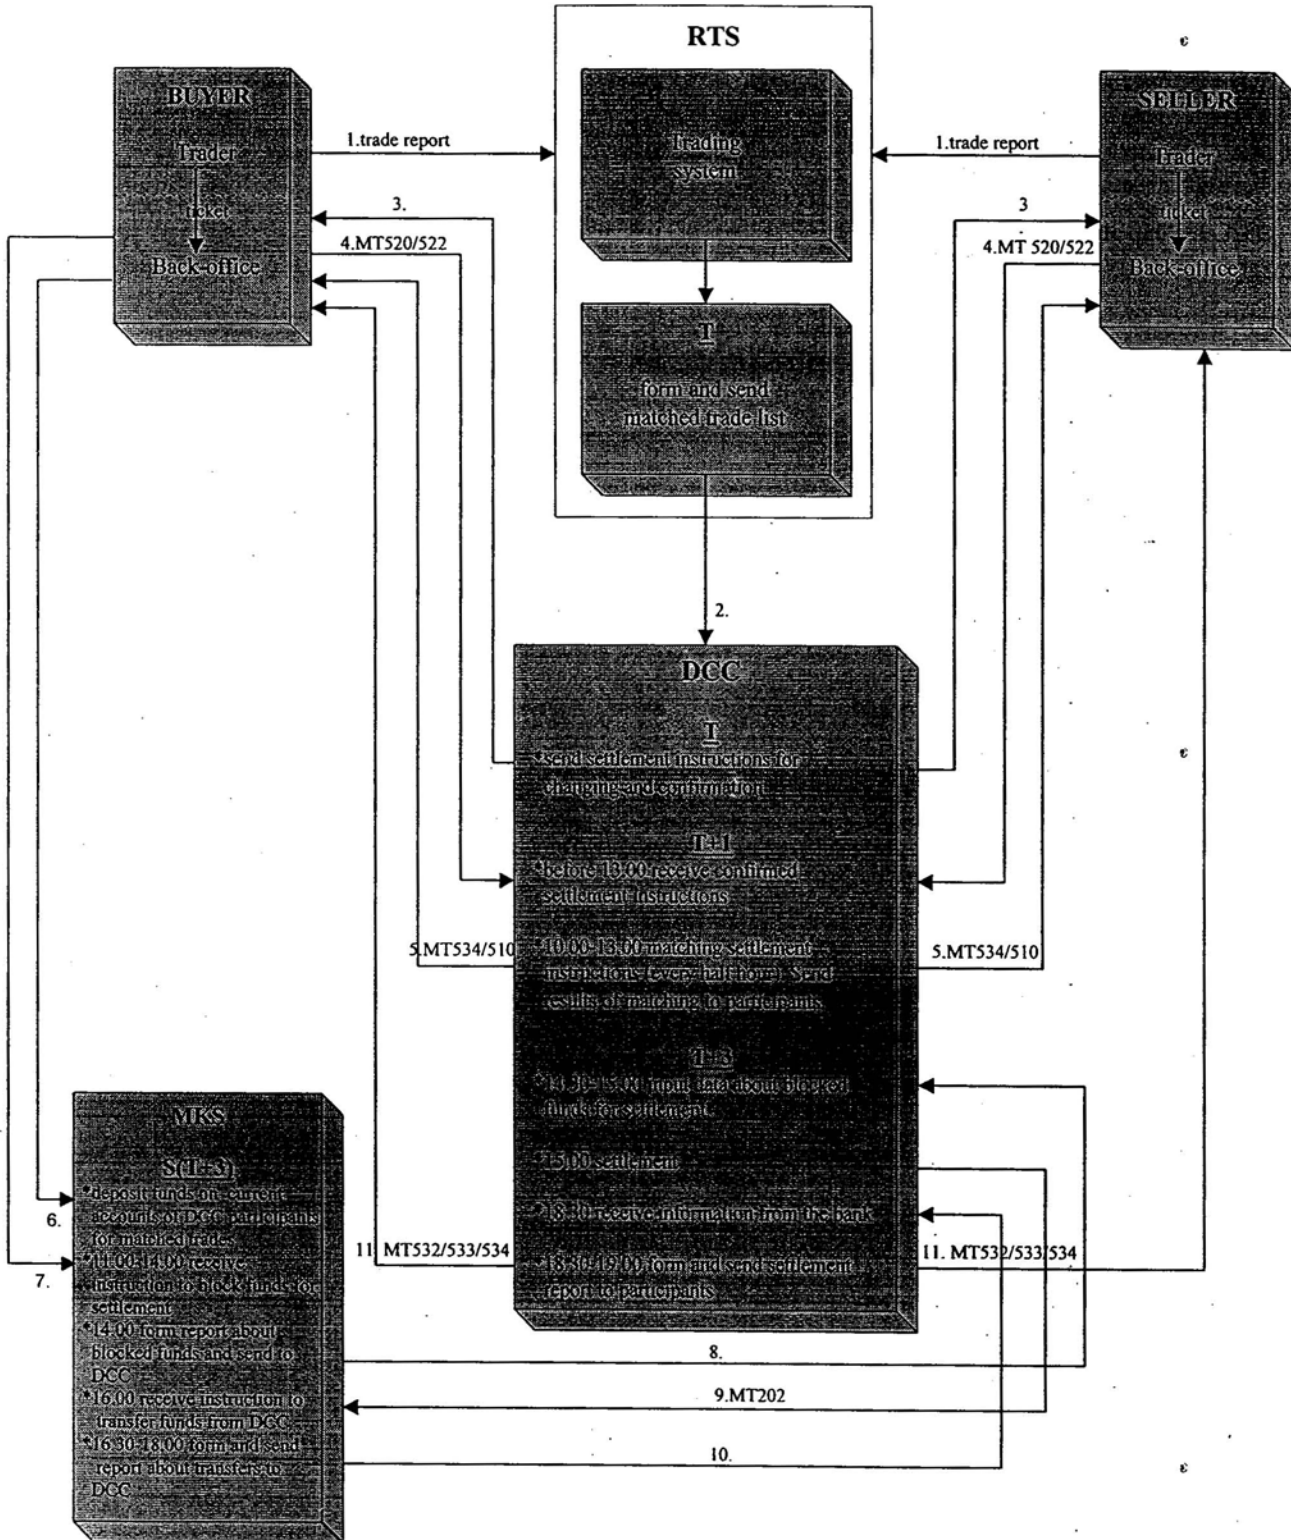 RTS
BUYER
Trader
ticket
Back-office
1.trade report
Trading
system
1.trade report
SELLER
Trader
ticket
Back-office
3.
4.MT520/522
3
4.MT 520/522
T
form and send
matched trade list
2.
DCC
T
*send settlement instructions for
changing and confirmation
T+1
*before 13.00 receive confirmed
settlement instructions
5.MT534/510
*10.00-13.00 matching settlement
instructions (every half hour). Send
results of matching to participants
5.MT534/510
T+3
*14.30-15.00 input data about blocked
funds for settlement
*15.00 settlement
*18.30 receive information from the bank
11. MT532/533/534
*18.30/19.00 form and send settlement
report to participants
11. MT532/533/534
MKS
S(T+3)
*deposit funds on current
accounts of DCC participants
for matched trades
6.
*11.00-14.00 receive
instruction to block funds for
settlement
7.
*14.00 form report about
blocked funds and send to
DCC
8.
*16.00 receive instruction to
transfer funds from DCC
9.MT202
*16.30-18.00 form and send
report about transfers to
DCC
10.